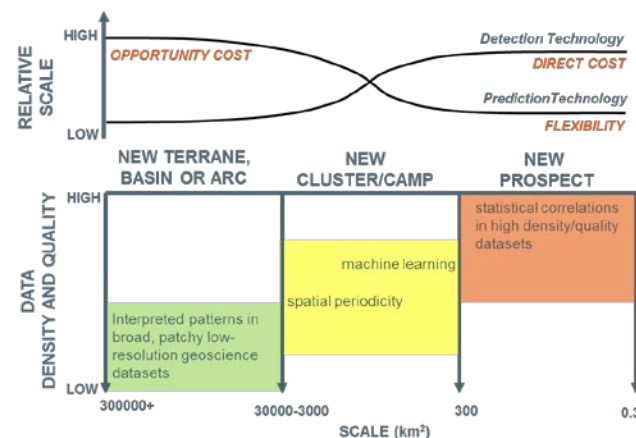 HIGH
OPPORTUNITY COST
Detection Technology
DIRECT COST
RELATIVE
SCALE
PredictionTechnology
LOW
FLEXIBILITY
NEW TERRANE,
BASIN OR ARC
NEW
CLUSTER/CAMP
NEW
PROSPECT
HIGH
statistical correlations
in high density/quality
datasets
machine learning
spatial periodicity
DATA
DENSITY AND QUALITY
Interpreted patterns in
broad, patchy low-
resolution geoscience
datasets
LOW
300000+
30000-3000
300
0.3
SCALE (km²)